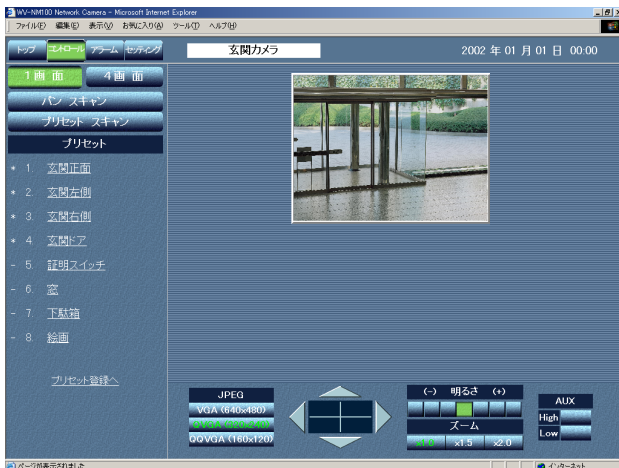 WV-NM100 Network Camera - Microsoft Internet Explorer
ファイル(F) 編集(E) 表示(V) お気に入り(A) ツール(T) ヘルプ(H)
トップ コントロール アラーム セッティング
玄関カメラ
2002 年 01 月 01 日 00:00
1 画 面 4 画 面
パン スキャン
プリセット スキャン
プリセット
* 1. 玄関正面
* 2. 玄関左側
* 3. 玄関右側
* 4. 玄関ドア
- 5. 証明スイッチ
- 6. 窓
- 7. 下駄箱
- 8. 絵画
プリセット登録へ
JPEG
VGA (640x480)
QVGA (320x240)
QQVGA (160x120)
(-) 明るさ (+)
ズーム
x1.0 x1.5 x2.0
AUX
High
Low
ページが表示されました
インターネット